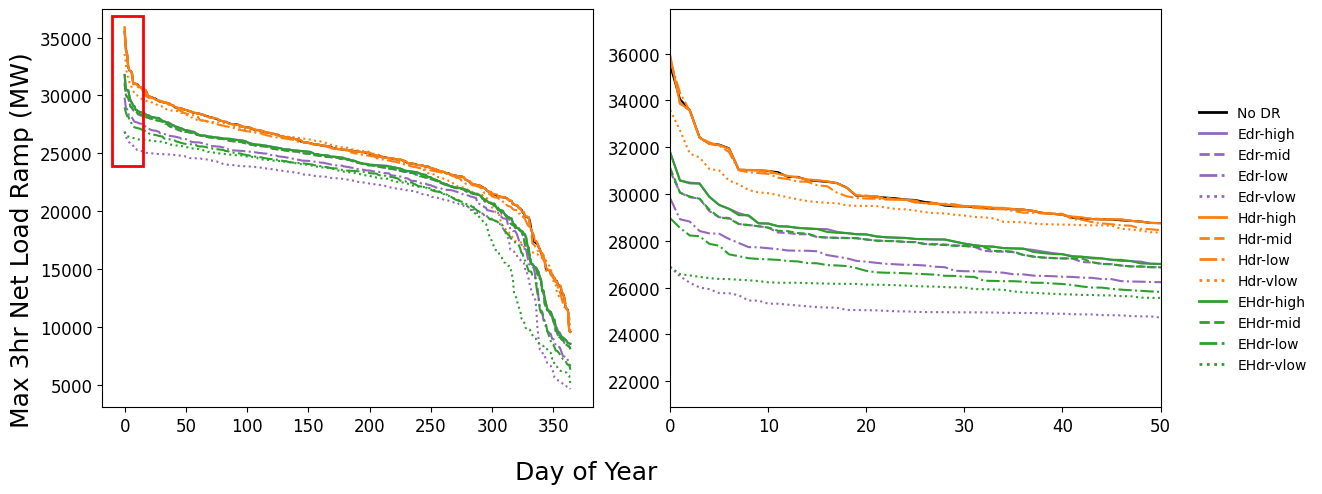 Max 3hr Net Load Ramp (MW)
35000
30000
25000
20000
15000
10000
5000
0 50 100 150 200 250 300 350
36000
34000
32000
30000
28000
26000
24000
22000
0 10 20 30 40 50
Day of Year
No DR
Edr-high
Edr-mid
Edr-low
Edr-vlow
Hdr-high
Hdr-mid
Hdr-low
Hdr-vlow
EHdr-high
EHdr-mid
EHdr-low
EHdr-vlow